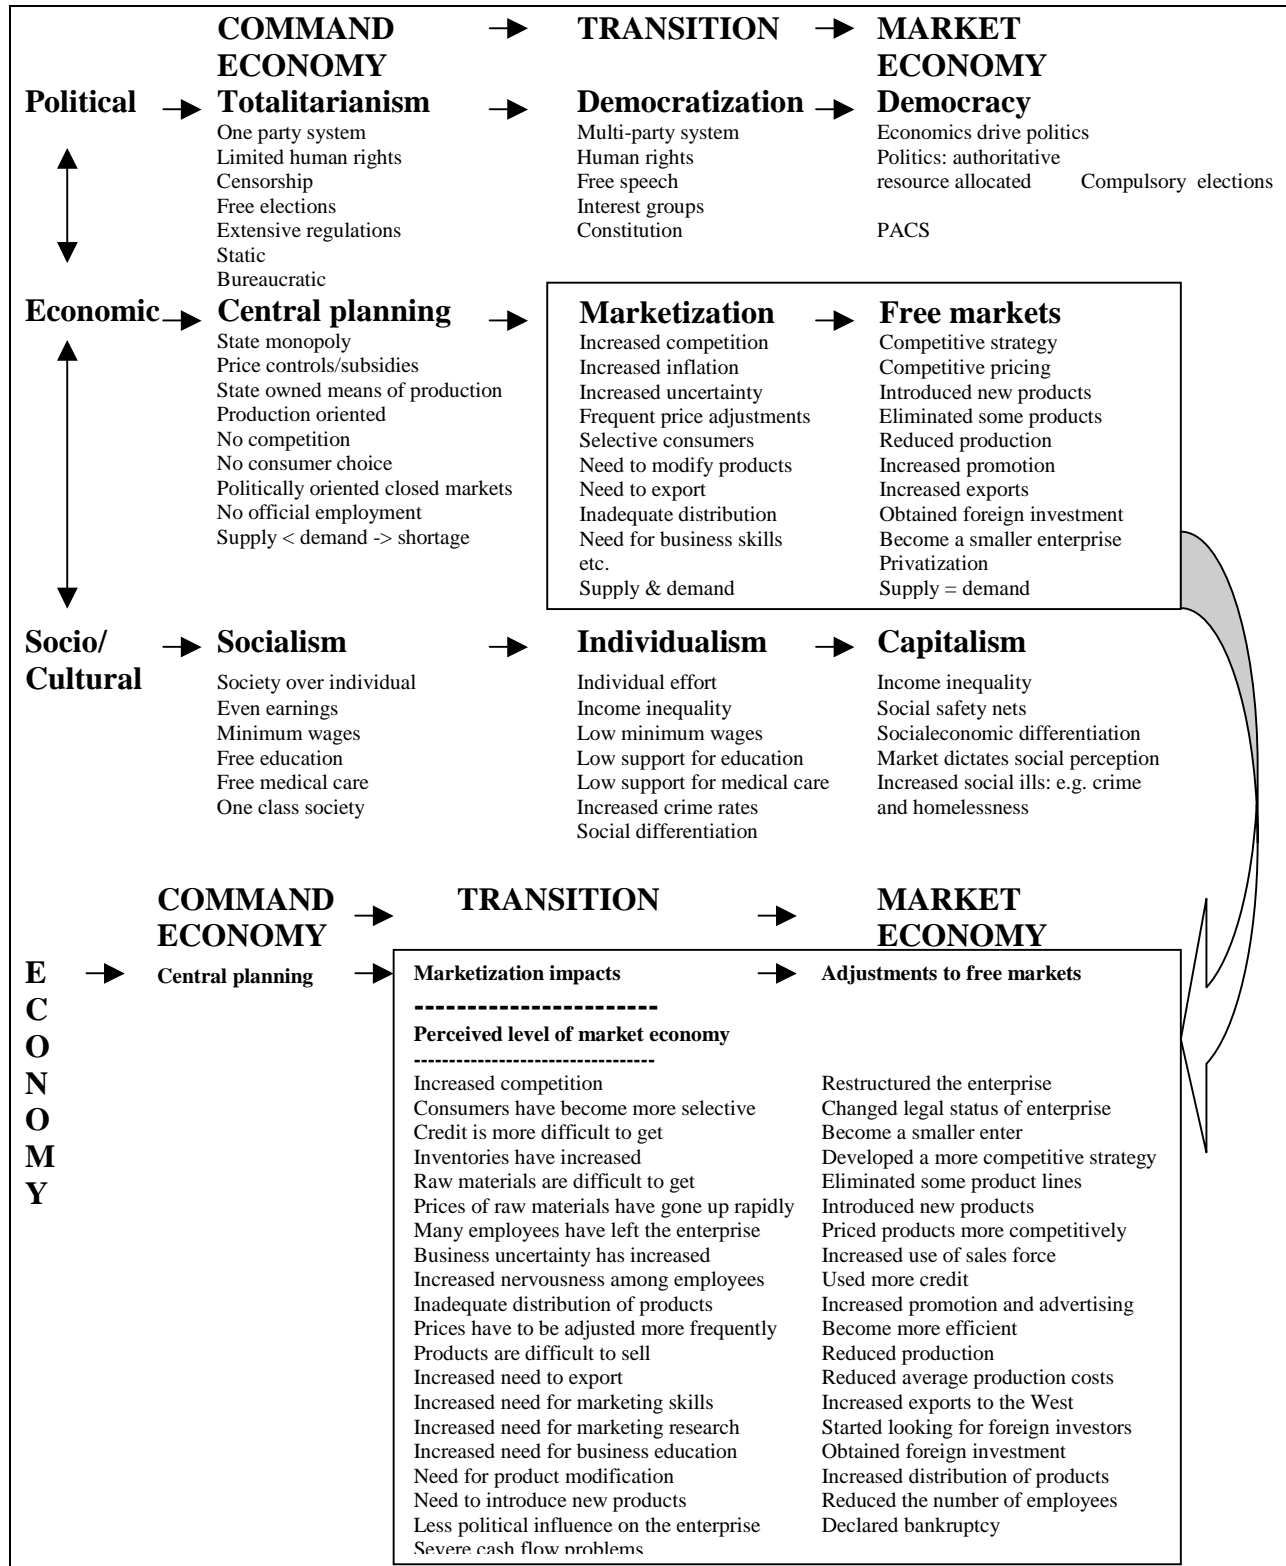 COMMAND ECONOMY → TRANSITION → MARKET ECONOMY
Political → Totalitarianism → Democratization → Democracy
One party system Multi-party system Economics drive politics
Limited human rights Human rights Politics: authoritative
Censorship Free speech resource allocated Compulsory elections
Free elections Interest groups
Extensive regulations Constitution PACS
Static
Bureaucratic
Economic → Central planning → Marketization → Free markets
State monopoly Increased competition Competitive strategy
Price controls/subsidies Increased inflation Competitive pricing
State owned means of production Increased uncertainty Introduced new products
Production oriented Frequent price adjustments Eliminated some products
No competition Selective consumers Reduced production
No consumer choice Need to modify products Increased promotion
Politically oriented closed markets Need to export Increased exports
No official employment Inadequate distribution Obtained foreign investment
Supply < demand -> shortage Need for business skills Become a smaller enterprise
etc. Privatization
Supply & demand Supply = demand
Socio/ → Socialism → Individualism → Capitalism
Cultural
Society over individual Individual effort Income inequality
Even earnings Income inequality Social safety nets
Minimum wages Low minimum wages Socialeconomic differentiation
Free education Low support for education Market dictates social perception
Free medical care Low support for medical care Increased social ills: e.g. crime
One class society Increased crime rates and homelessness
Social differentiation
COMMAND ECONOMY → TRANSITION → MARKET ECONOMY
ECONOMY → Central planning → Marketization impacts → Adjustments to free markets
-----------------------
Perceived level of market economy
----------------------------------
Increased competition Restructured the enterprise
Consumers have become more selective Changed legal status of enterprise
Credit is more difficult to get Become a smaller enter
Inventories have increased Developed a more competitive strategy
Raw materials are difficult to get Eliminated some product lines
Prices of raw materials have gone up rapidly Introduced new products
Many employees have left the enterprise Priced products more competitively
Business uncertainty has increased Increased use of sales force
Increased nervousness among employees Used more credit
Inadequate distribution of products Increased promotion and advertising
Prices have to be adjusted more frequently Become more efficient
Products are difficult to sell Reduced production
Increased need to export Reduced average production costs
Increased need for marketing skills Increased exports to the West
Increased need for marketing research Started looking for foreign investors
Increased need for business education Obtained foreign investment
Need for product modification Increased distribution of products
Need to introduce new products Reduced the number of employees
Less political influence on the enterprise Declared bankruptcy
Severe cash flow problems